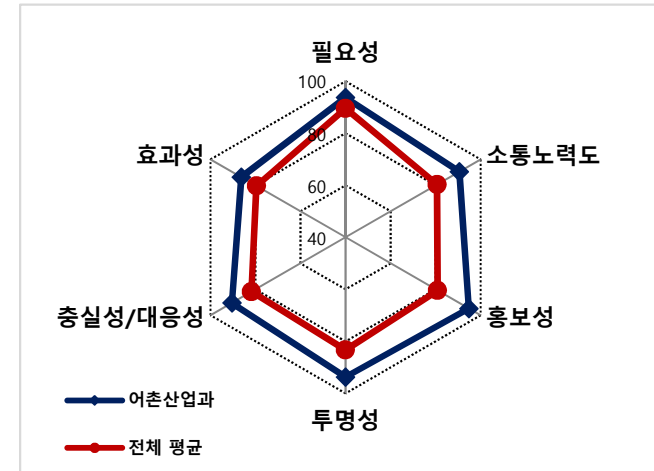 필요성
100
80
효과성
소통노력도
60
40
충실성/대응성
홍보성
어촌산업과
투명성
전체 평균